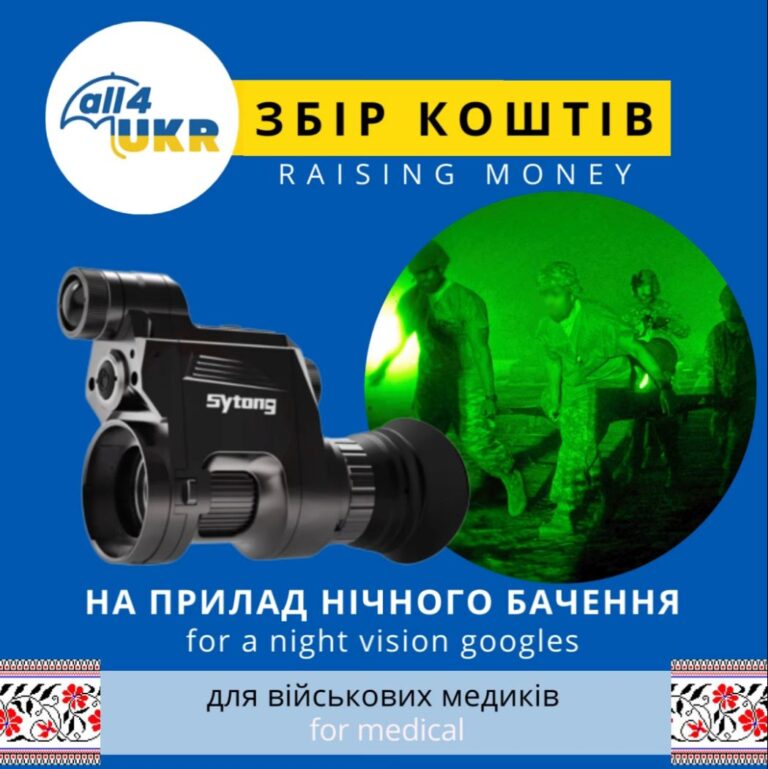 all4
UKR
ЗБІР КОШТІВ
RAISING MONEY
sytong
НА ПРИЛАД НІЧНОГО БАЧЕННЯ
for a night vision googles
для військових медиків
for medical